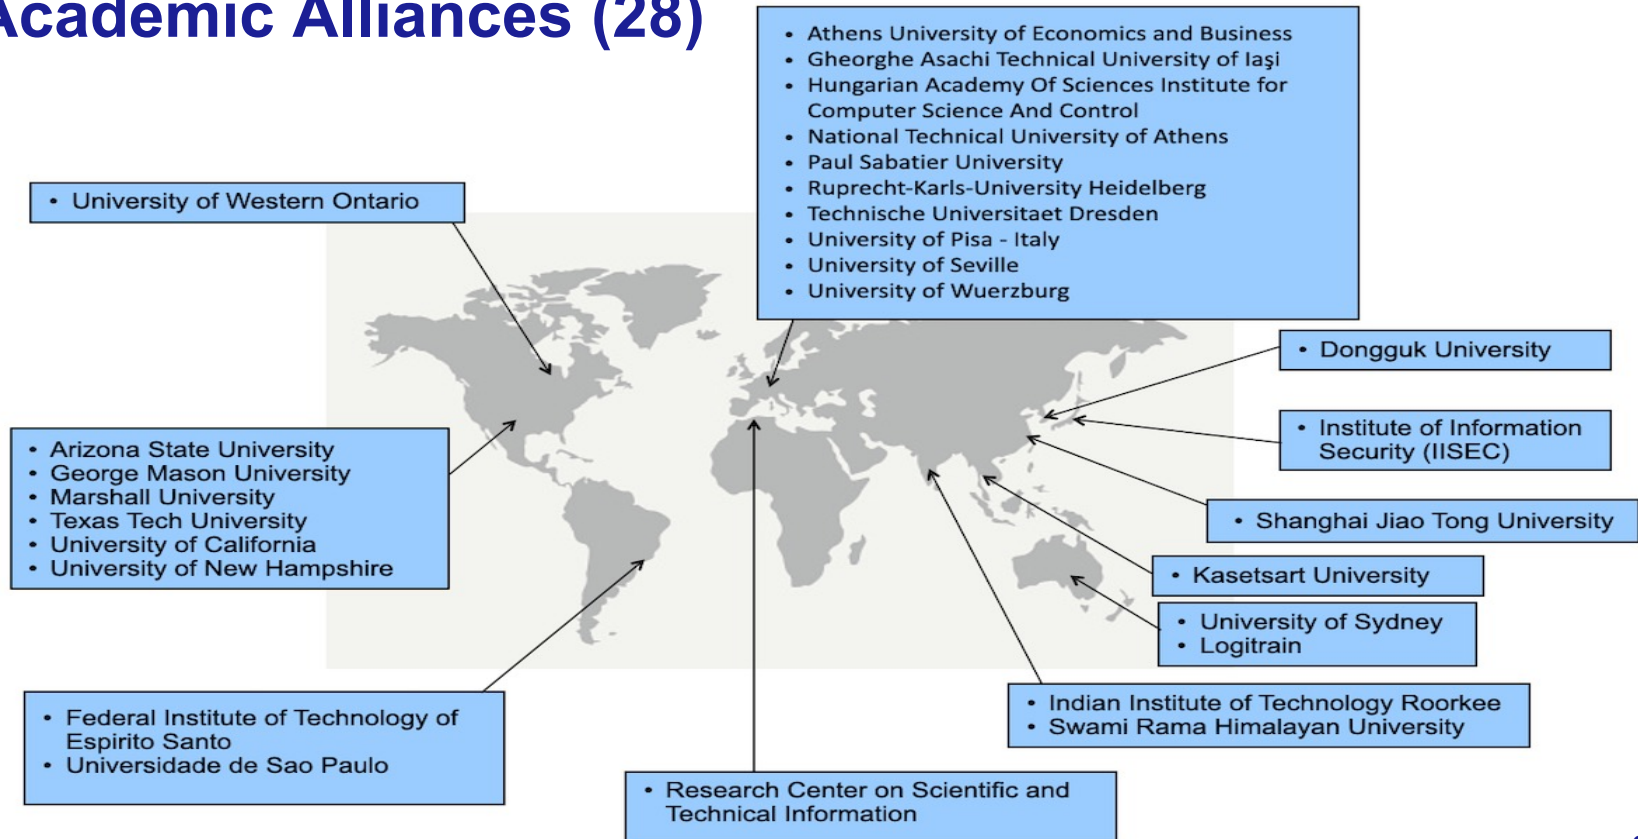 Academic Alliances (28)
• Athens University of Economics and Business
• Gheorghe Asachi Technical University of Iaşi
• Hungarian Academy Of Sciences Institute for
Computer Science And Control
• National Technical University of Athens
• Paul Sabatier University
• Ruprecht-Karls-University Heidelberg
• Technische Universitaet Dresden
• University of Pisa - Italy
• University of Seville
• University of Wuerzburg
• University of Western Ontario
• Dongguk University
• Institute of Information
Security (IISEC)
• Arizona State University
• George Mason University
• Marshall University
• Texas Tech University
• University of California
• University of New Hampshire
• Shanghai Jiao Tong University
• Kasetsart University
• University of Sydney
• Logitrain
• Indian Institute of Technology Roorkee
• Swami Rama Himalayan University
• Federal Institute of Technology of
Espirito Santo
• Universidade de Sao Paulo
• Research Center on Scientific and
Technical Information